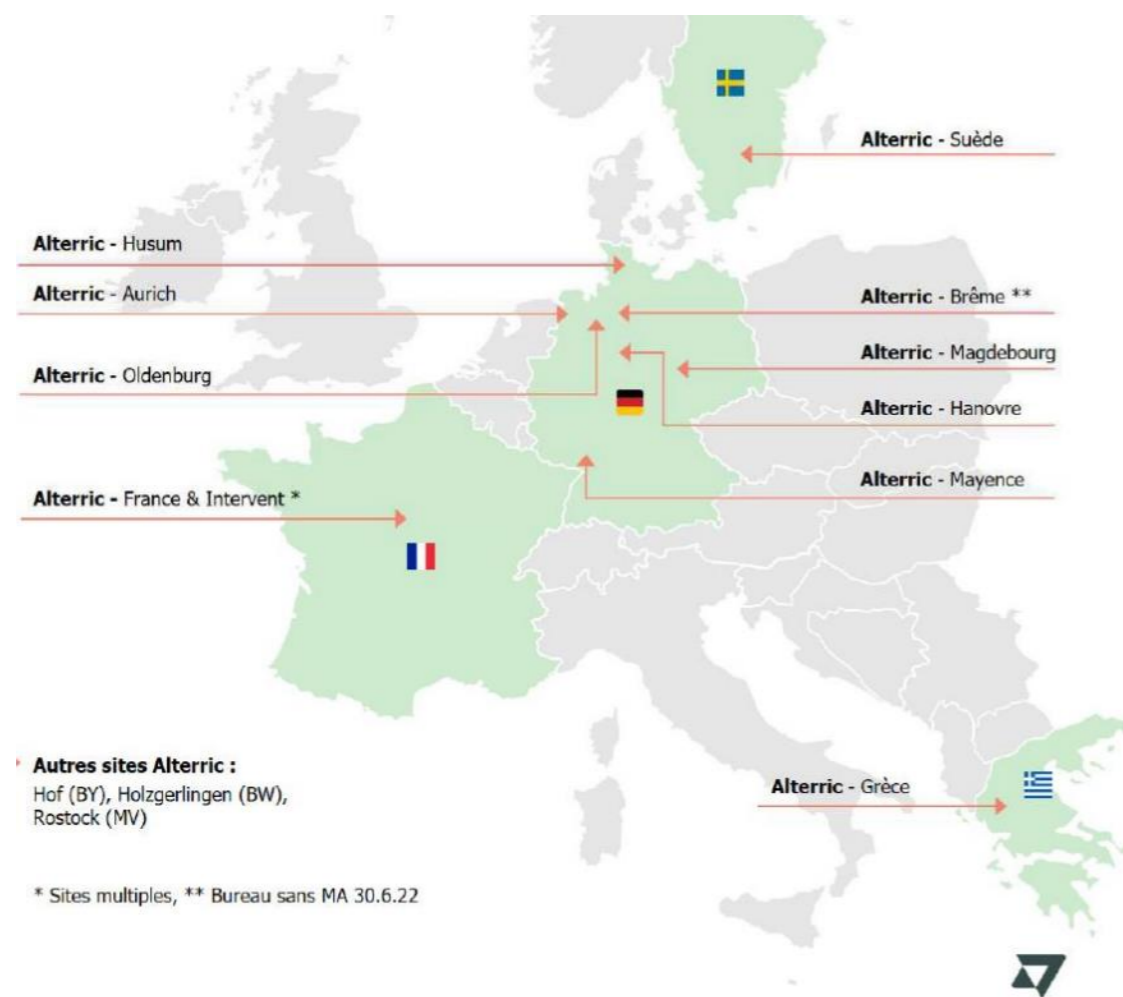 Alterric - Suède
Alterric - Husum
Alterric - Aurich
Alterric - Brême **
Alterric - Magdebourg
Alterric - Oldenburg
Alterric - Hanovre
Alterric - Mayence
Alterric - France & Intervent *
Autres sites Alterric :
Hof (BY), Holzgerlingen (BW),
Rostock (MV)
Alterric - Grèce
* Sites multiples, ** Bureau sans MA 30.6.22